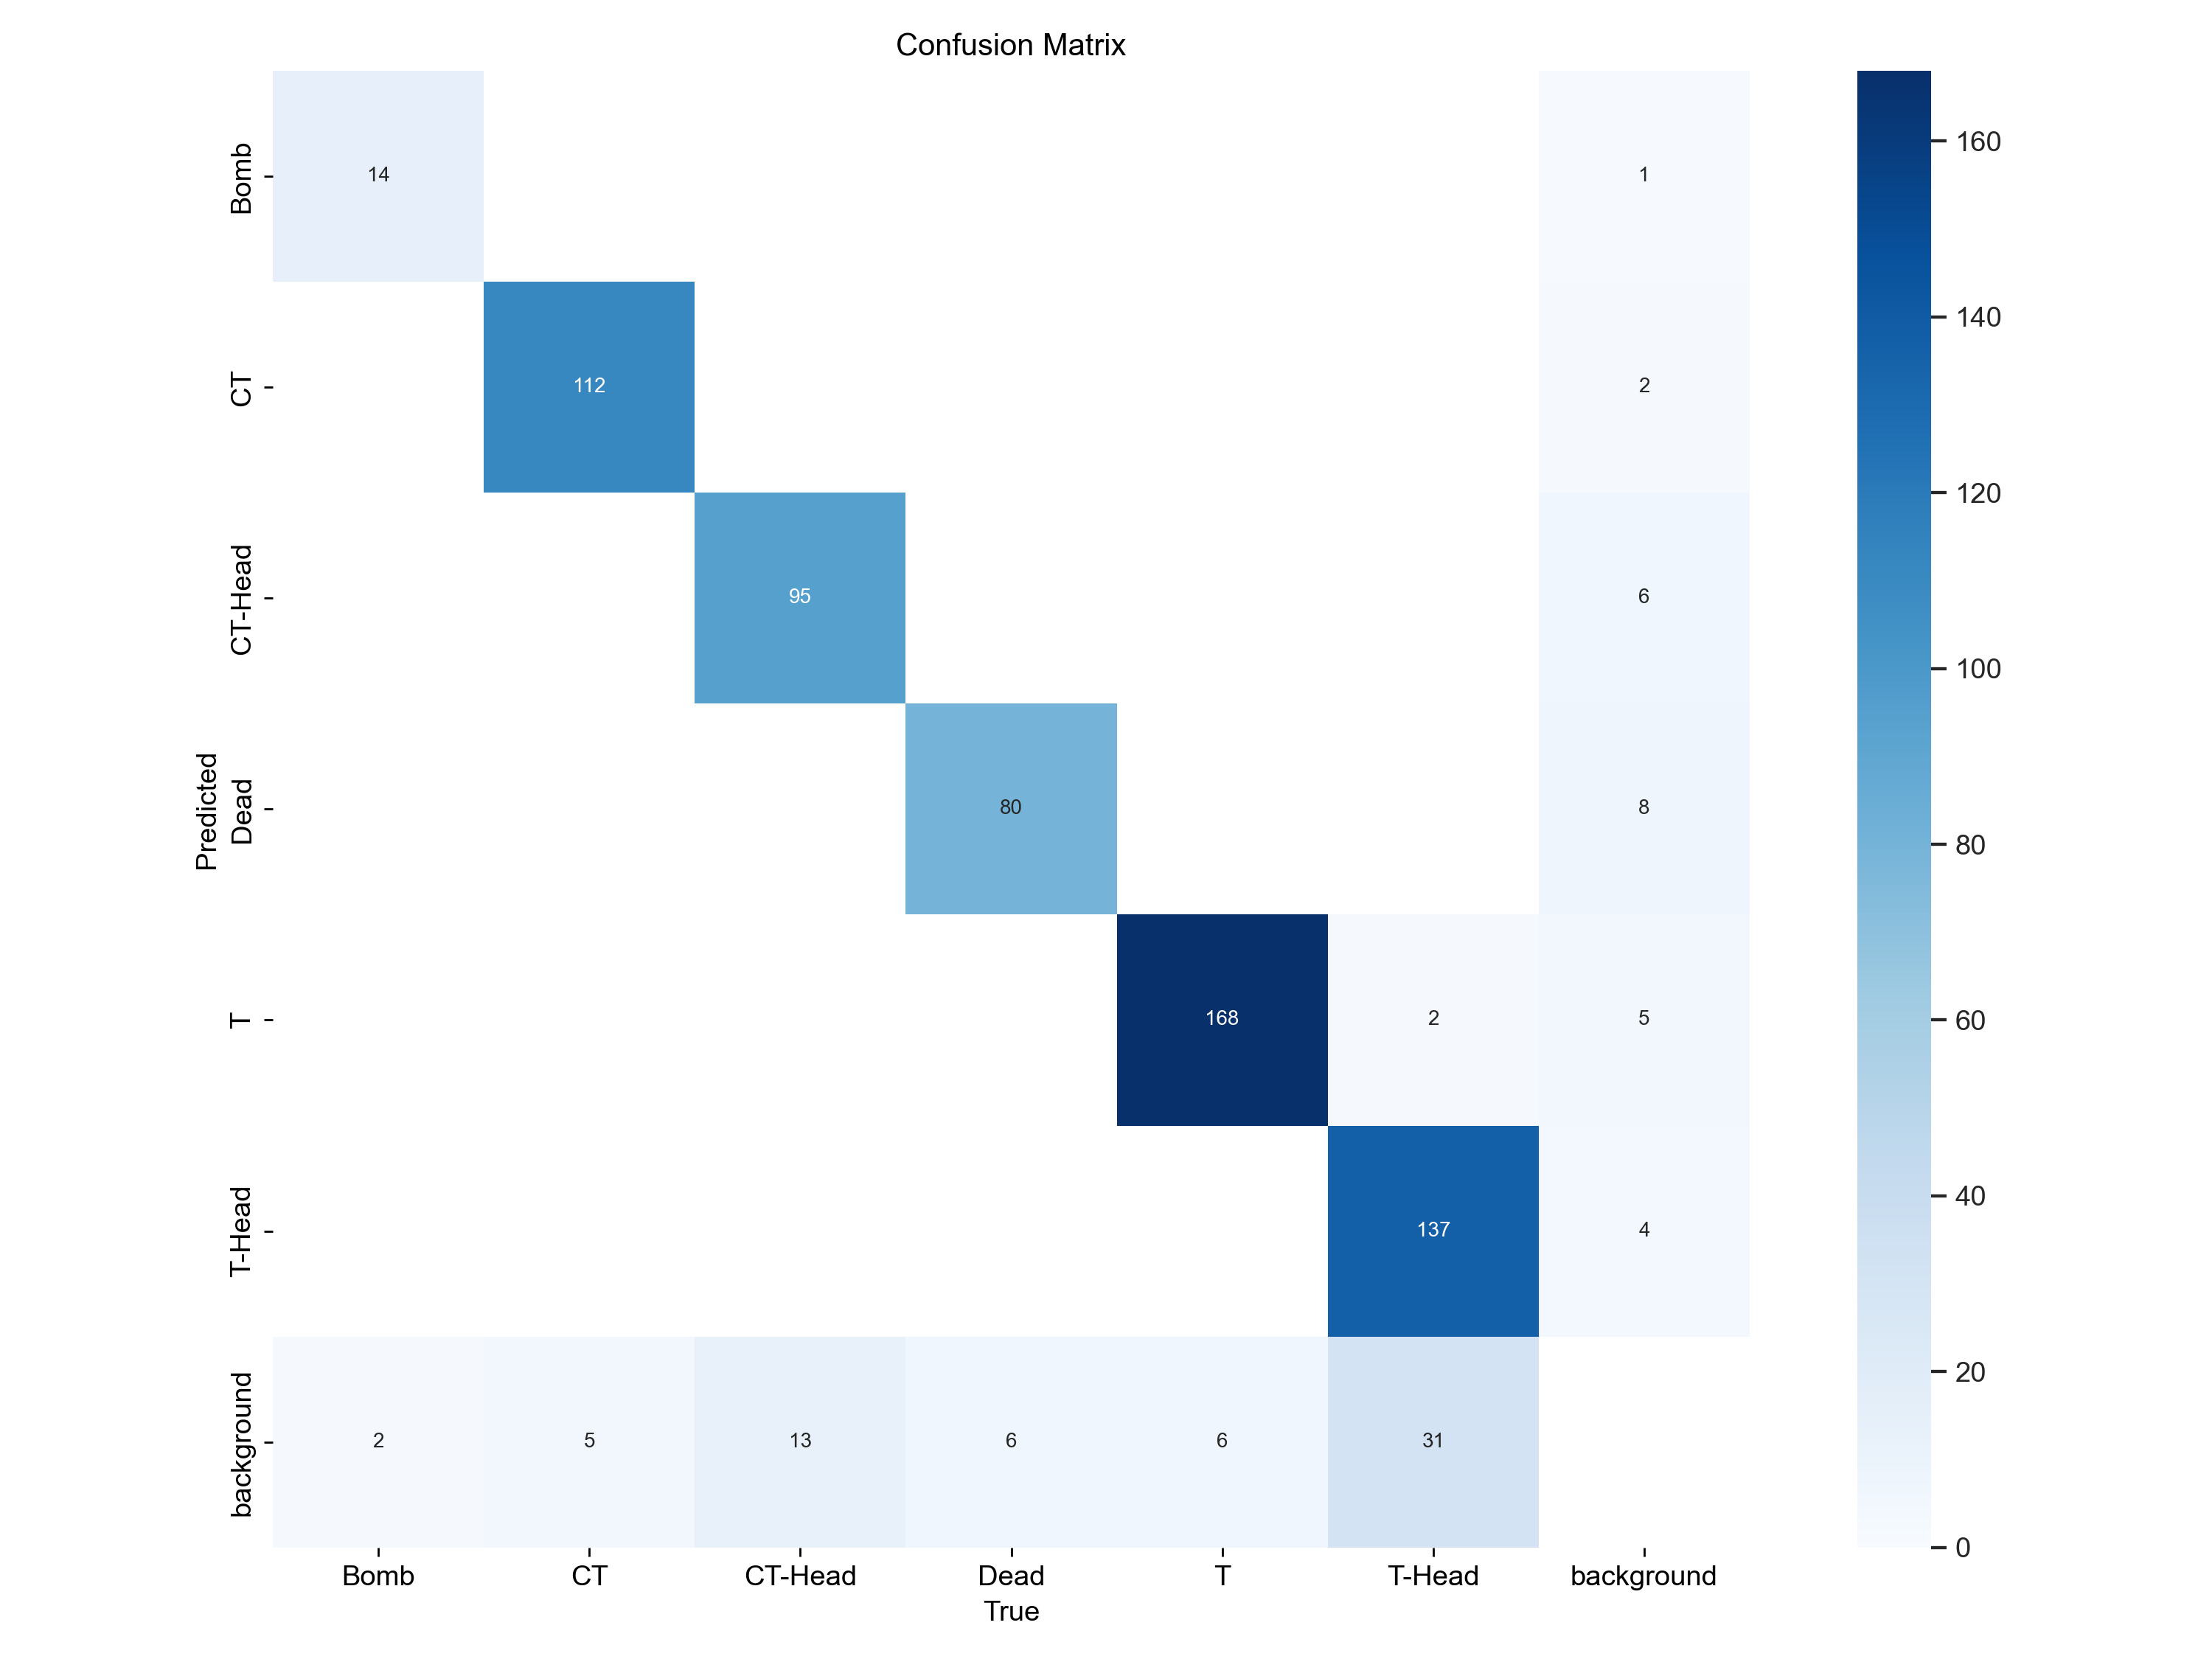 Confusion Matrix
Bomb
14
1
160
140
CT
112
2
120
CT-Head
95
6
100
Predicted
Dead
80
8
80
T
168
2
5
60
T-Head
137
4
40
20
background
2
5
13
6
6
31
0
Bomb
CT
CT-Head
Dead
T
T-Head
background
True